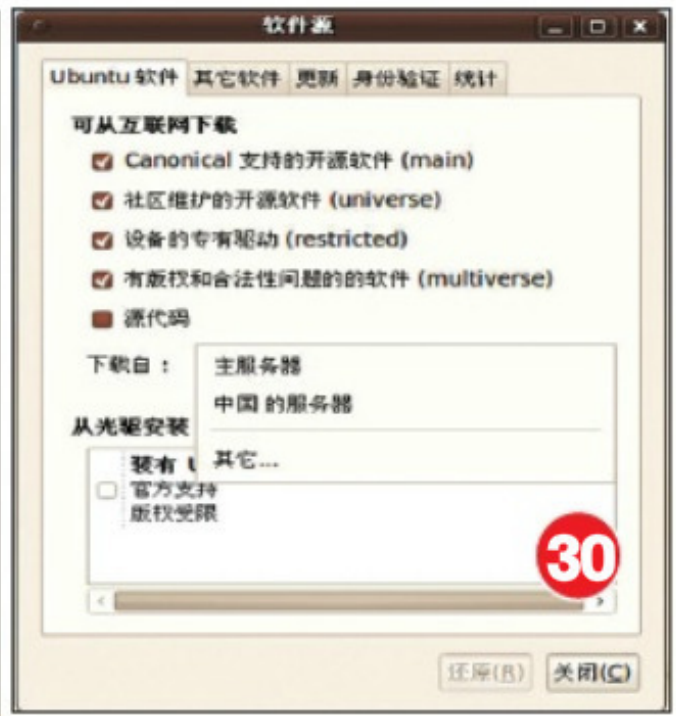 软件源
Ubuntu 软件 其它软件 更新 身份验证 统计
可从互联网下载
Canonical 支持的开源软件 (main)
社区维护的开源软件 (universe)
设备的专有驱动 (restricted)
有版权和合法性问题的的软件 (multiverse)
源代码
下载自： 主服务器
中国 的服务器
从光驱安装
其它...
装有 U
官方支持
版权受限
30
还原(R) 关闭(C)